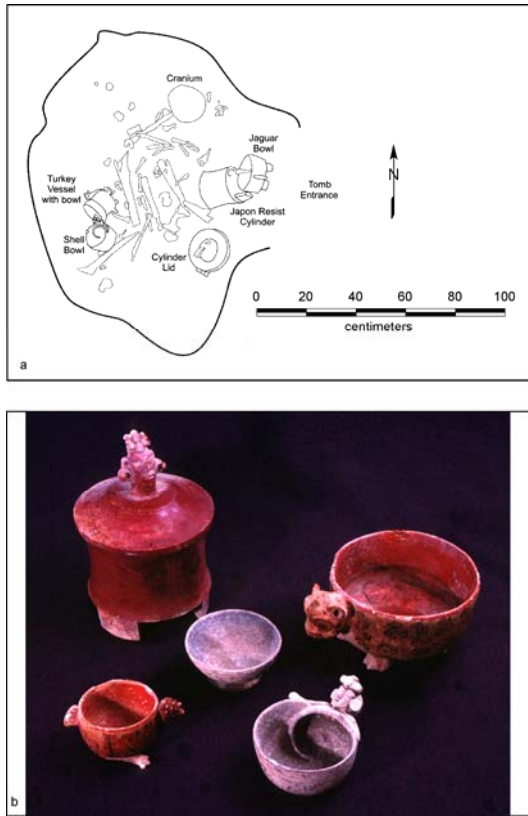 Cranium
Jaguar
Bowl
Turkey
Vessel
with bowl
Tomb
Entrance
N
Japon Resist
Cylinder
Shell
Bowl
Cylinder
Lid
0 20 40 60 80 100
centimeters
a
b